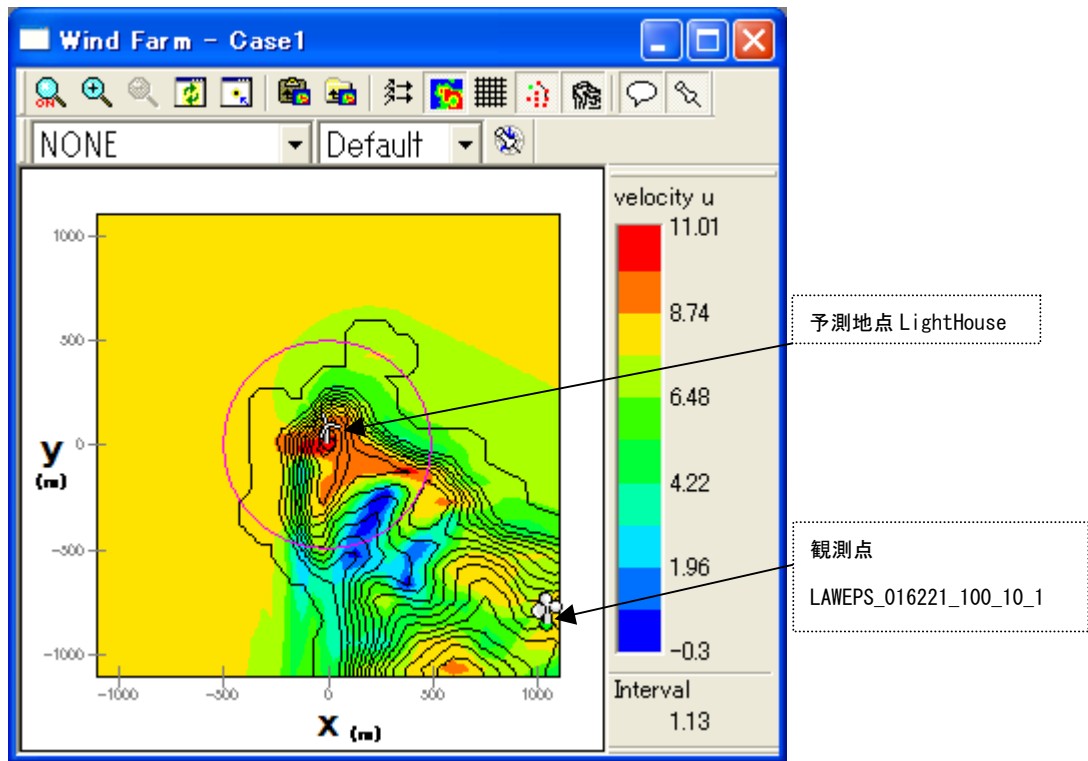 Wind Farm - Case1
ON
NONE
Default
velocity u
11.01
8.74
6.48
4.22
1.96
-0.3
Interval
1.13
1000
500
0
-500
-1000
y
(m)
-1000
-500
0
500
1000
x (m)
予測地点 LightHouse
観測点
LAWEPS_016221_100_10_1